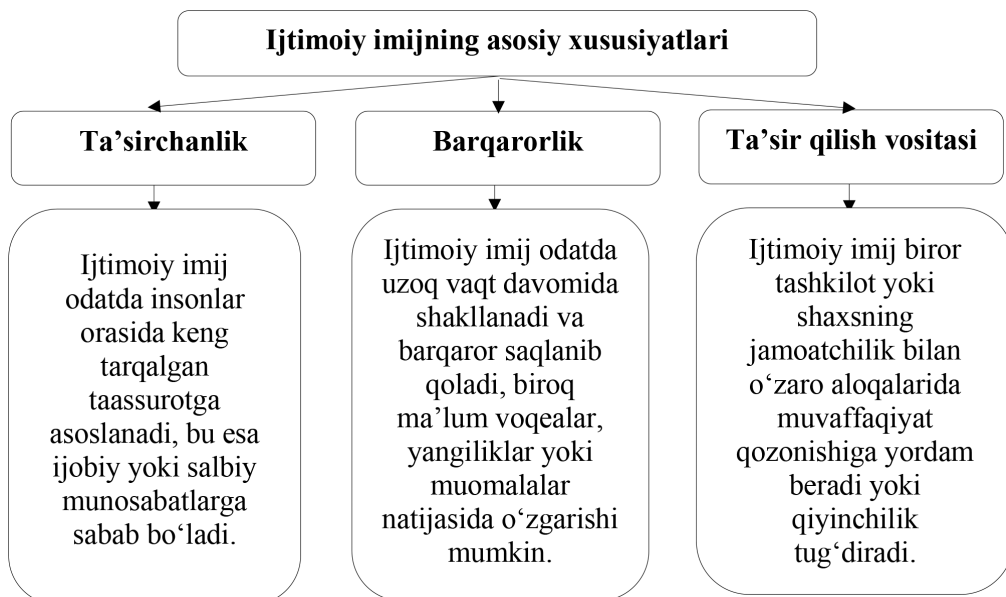 Ijtimoiy imijning asosiy xususiyatlari
Ta’sirchanlik
Barqarorlik
Ta’sir qilish vositasi
Ijtimoiy imij
odatda insonlar
orasida keng
tarqalgan
taassurotga
asoslanadi, bu esa
ijobiy yoki salbiy
munosabatlarga
sabab bo‘ladi.
Ijtimoiy imij odatda
uzoq vaqt davomida
shakllanadi va
barqaror saqlanib
qoladi, biroq
ma’lum voqealar,
yangiliklar yoki
muomalalar
natijasida o‘zgarishi
mumkin.
Ijtimoiy imij biror
tashkilot yoki
shaxsning
jamoatchilik bilan
o‘zaro aloqalarida
muvaffaqiyat
qozonishiga yordam
beradi yoki
qiyinchilik
tug‘diradi.